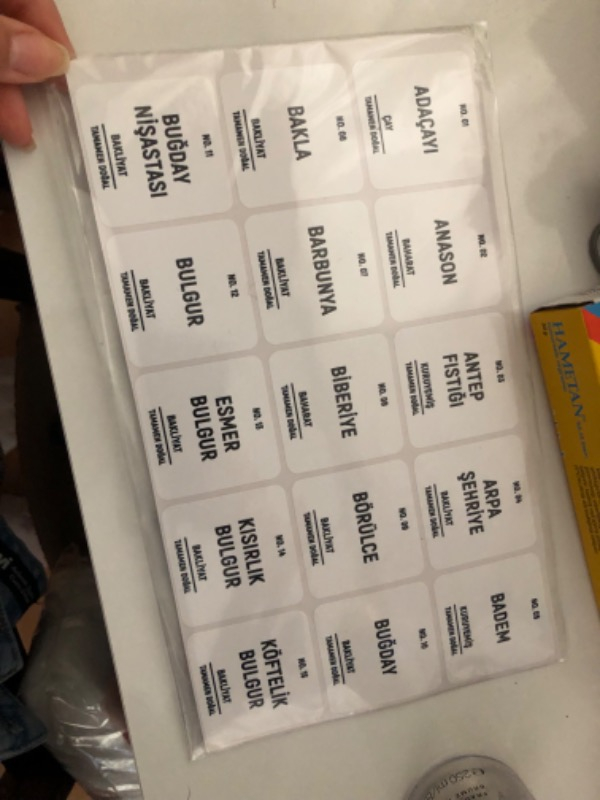 NO. 01
ADAÇAYI
ÇAY
TAMAMEN DOĞAL
NO. 02
ANASON
BAHARAT
TAMAMEN DOĞAL
NO. 03
ANTEP
FISTIĞI
KURUYEMİŞ
TAMAMEN DOĞAL
NO. 04
ARPA
ŞEHRİYE
BAKLİYAT
TAMAMEN DOĞAL
NO. 05
BADEM
KURUYEMİŞ
TAMAMEN DOĞAL
NO. 06
BAKLA
BAKLİYAT
TAMAMEN DOĞAL
NO. 07
BARBUNYA
BAKLİYAT
TAMAMEN DOĞAL
NO. 08
BİBERİYE
BAHARAT
TAMAMEN DOĞAL
NO. 09
BÖRÜLCE
BAKLİYAT
TAMAMEN DOĞAL
NO. 10
BUĞDAY
BAKLİYAT
TAMAMEN DOĞAL
NO. 11
BUĞDAY
NİŞASTASI
BAKLİYAT
TAMAMEN DOĞAL
NO. 12
BULGUR
BAKLİYAT
TAMAMEN DOĞAL
NO. 13
ESMER
BULGUR
BAKLİYAT
TAMAMEN DOĞAL
NO. 14
KISIRLIK
BULGUR
BAKLİYAT
TAMAMEN DOĞAL
NO. 15
KÖFTELİK
BULGUR
BAKLİYAT
TAMAMEN DOĞAL
HAMETAN